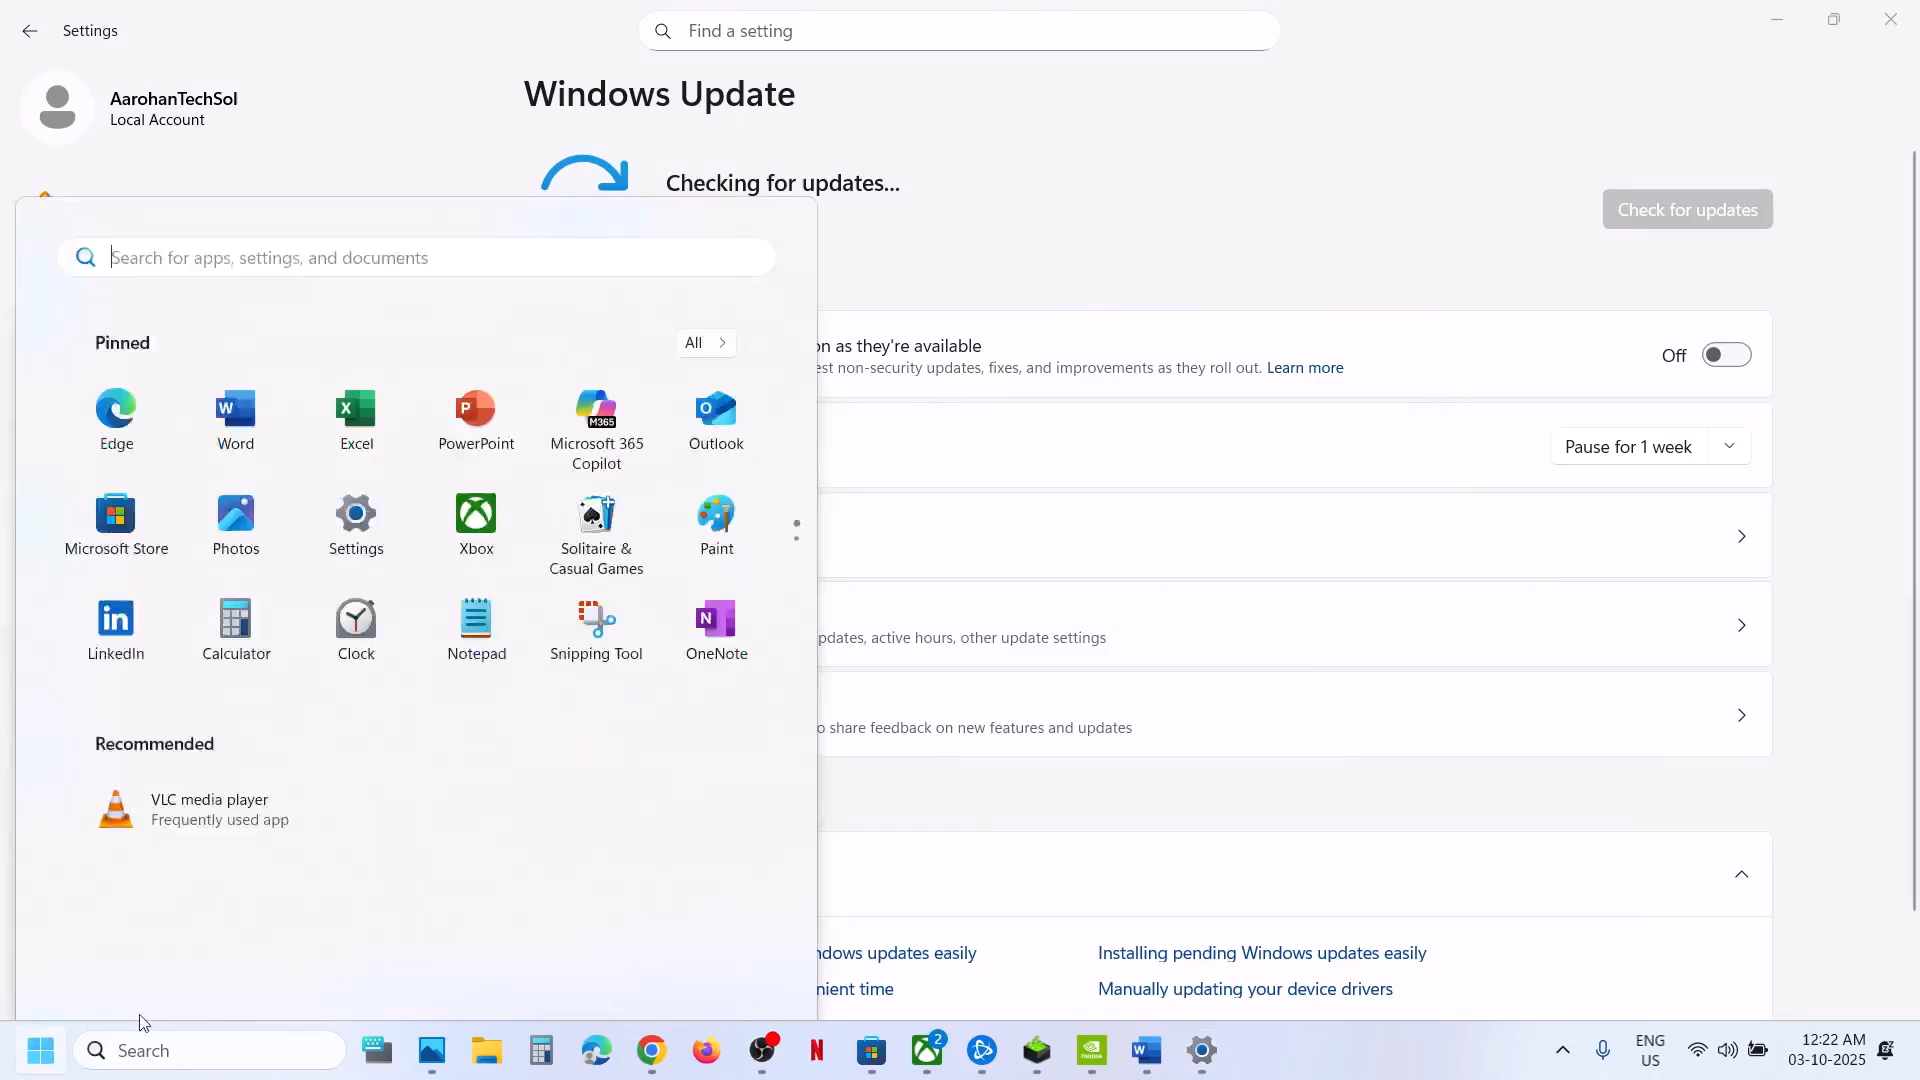 Settings
Find a setting
AarohanTechSol
Local Account
Windows Update
Checking for updates...
Check for updates
Search for apps, settings, and documents
Pinned
All
Edge
Word
Excel
PowerPoint
Microsoft 365
Copilot
Outlook
Microsoft Store
Photos
Settings
Xbox
Solitaire &
Casual Games
Paint
LinkedIn
Calculator
Clock
Notepad
Snipping Tool
OneNote
Recommended
VLC media player
Frequently used app
on as they're available
est non-security updates, fixes, and improvements as they roll out. Learn more
Off
Pause for 1 week
pdates, active hours, other update settings
o share feedback on new features and updates
ndows updates easily
Installing pending Windows updates easily
nient time
Manually updating your device drivers
Search
2
ENG
US
12:22 AM
03-10-2025